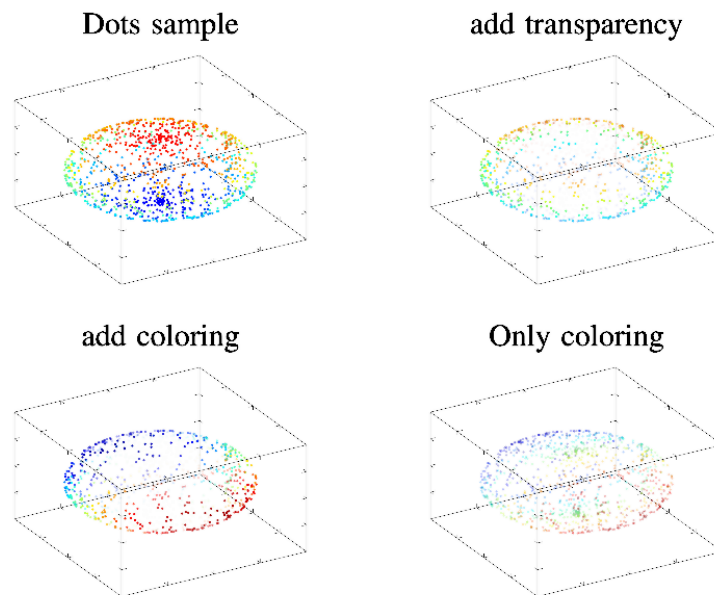 Dots sample
add transparency
add coloring
Only coloring